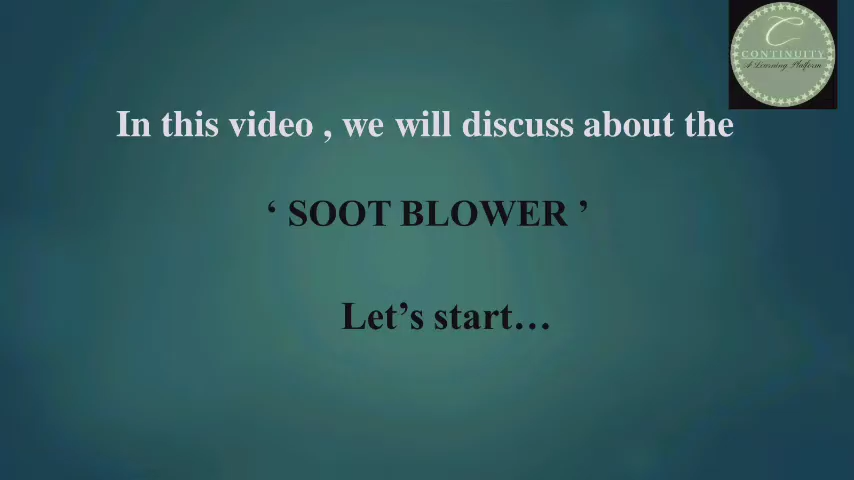 C
CONTINUITY
A Learning Platform
In this video , we will discuss about the
‘ SOOT BLOWER ’
Let’s start…